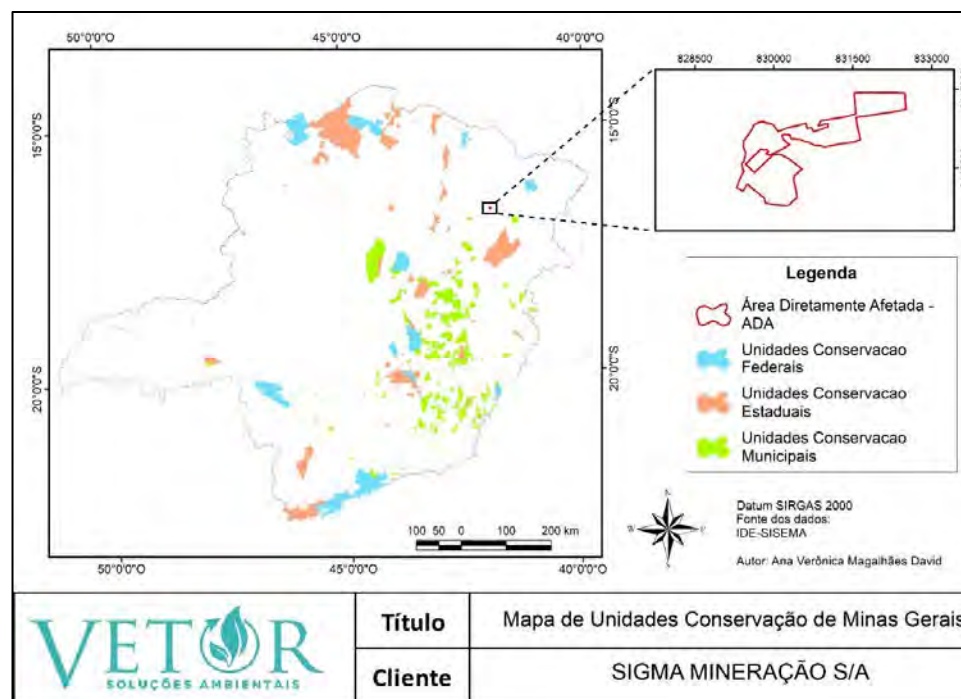 50°0'0"O
45°0'0"O
40°0'0"O
828500
830000
831500
833000
15°0'0"S
15°0'0"S
20°0'0"S
20°0'0"S
Legenda
Área Diretamente Afetada -
ADA
Unidades Conservacao
Federais
Unidades Conservacao
Estaduais
Unidades Conservacao
Municipais
100 50 0 100 200 km
N
Datum SIRGAS 2000
Fonte dos dados:
IDE-SISEMA
Autor: Ana Verônica Magalhães David
50°0'0"O
45°0'0"O
40°0'0"O
VETOR
SOLUÇÕES AMBIENTAIS
Título
Mapa de Unidades Conservação de Minas Gerais
Cliente
SIGMA MINERAÇÃO S/A